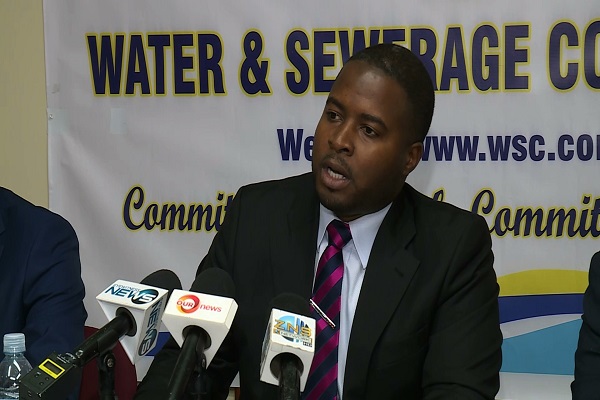 WATER & SEWERAGE CO
www.wsc.co
Commit
Commit
NEWS
OUR news
ZNS